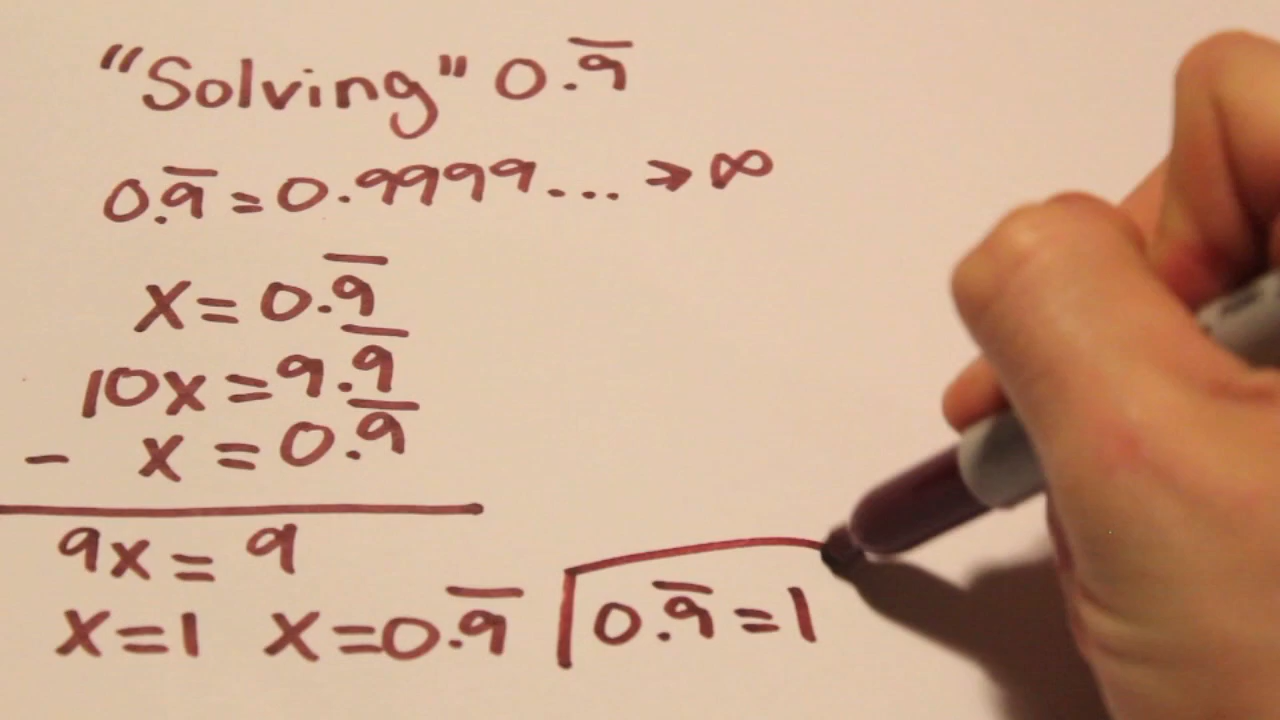 "Solving" 0.9̅
0.9̅ = 0.9999... → ∞
x = 0.9̅
10x = 9.9̅
- x = 0.9̅
9x = 9
x = 1 x = 0.9̅ 0.9̅ = 1